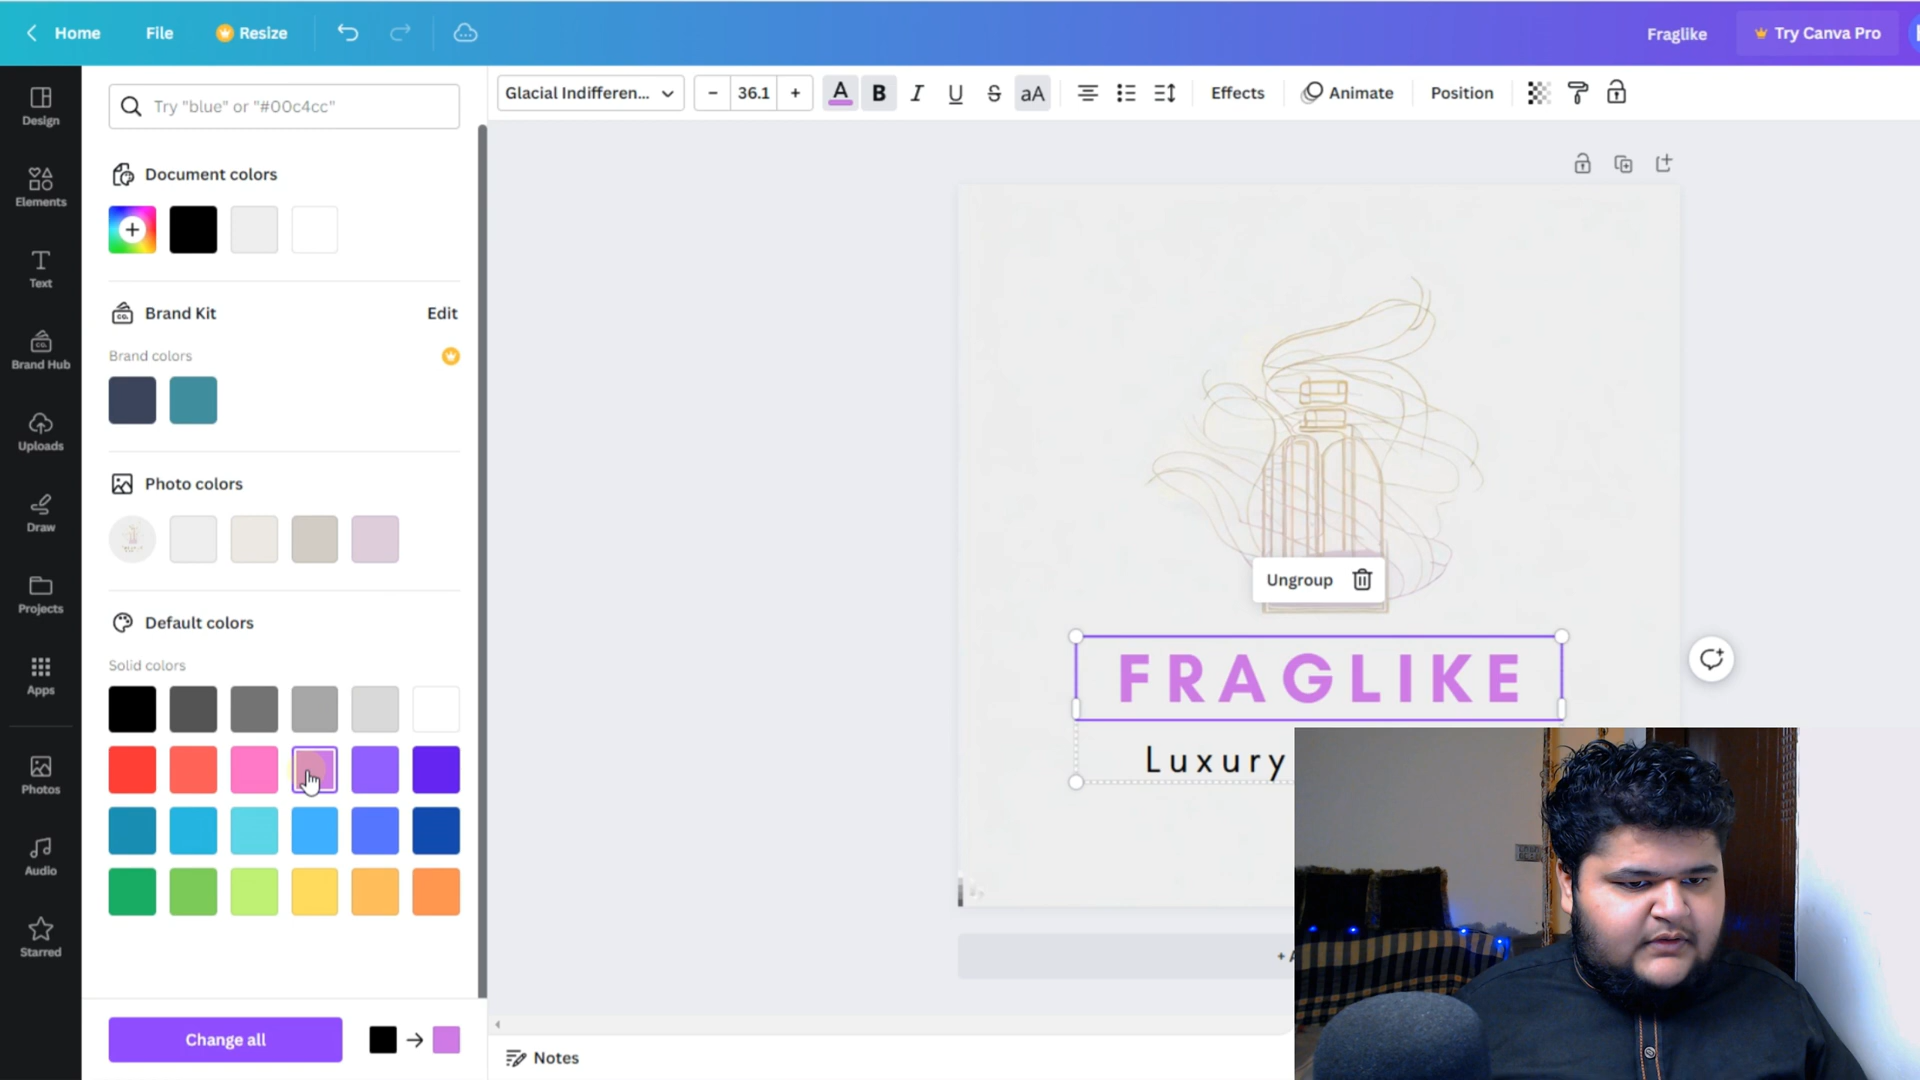 Home
File
Resize
Fraglike
Try Canva Pro
Design
Elements
Text
Brand Hub
Uploads
Draw
Projects
Apps
Photos
Audio
Starred
Try "blue" or "#00c4cc"
Document colors
Brand Kit
Edit
Brand colors
Photo colors
Default colors
Solid colors
Change all
Glacial Indifferen...
36.1
A
B
I
U
S
aA
Effects
Animate
Position
Ungroup
FRAGLIKE
Luxury
Notes